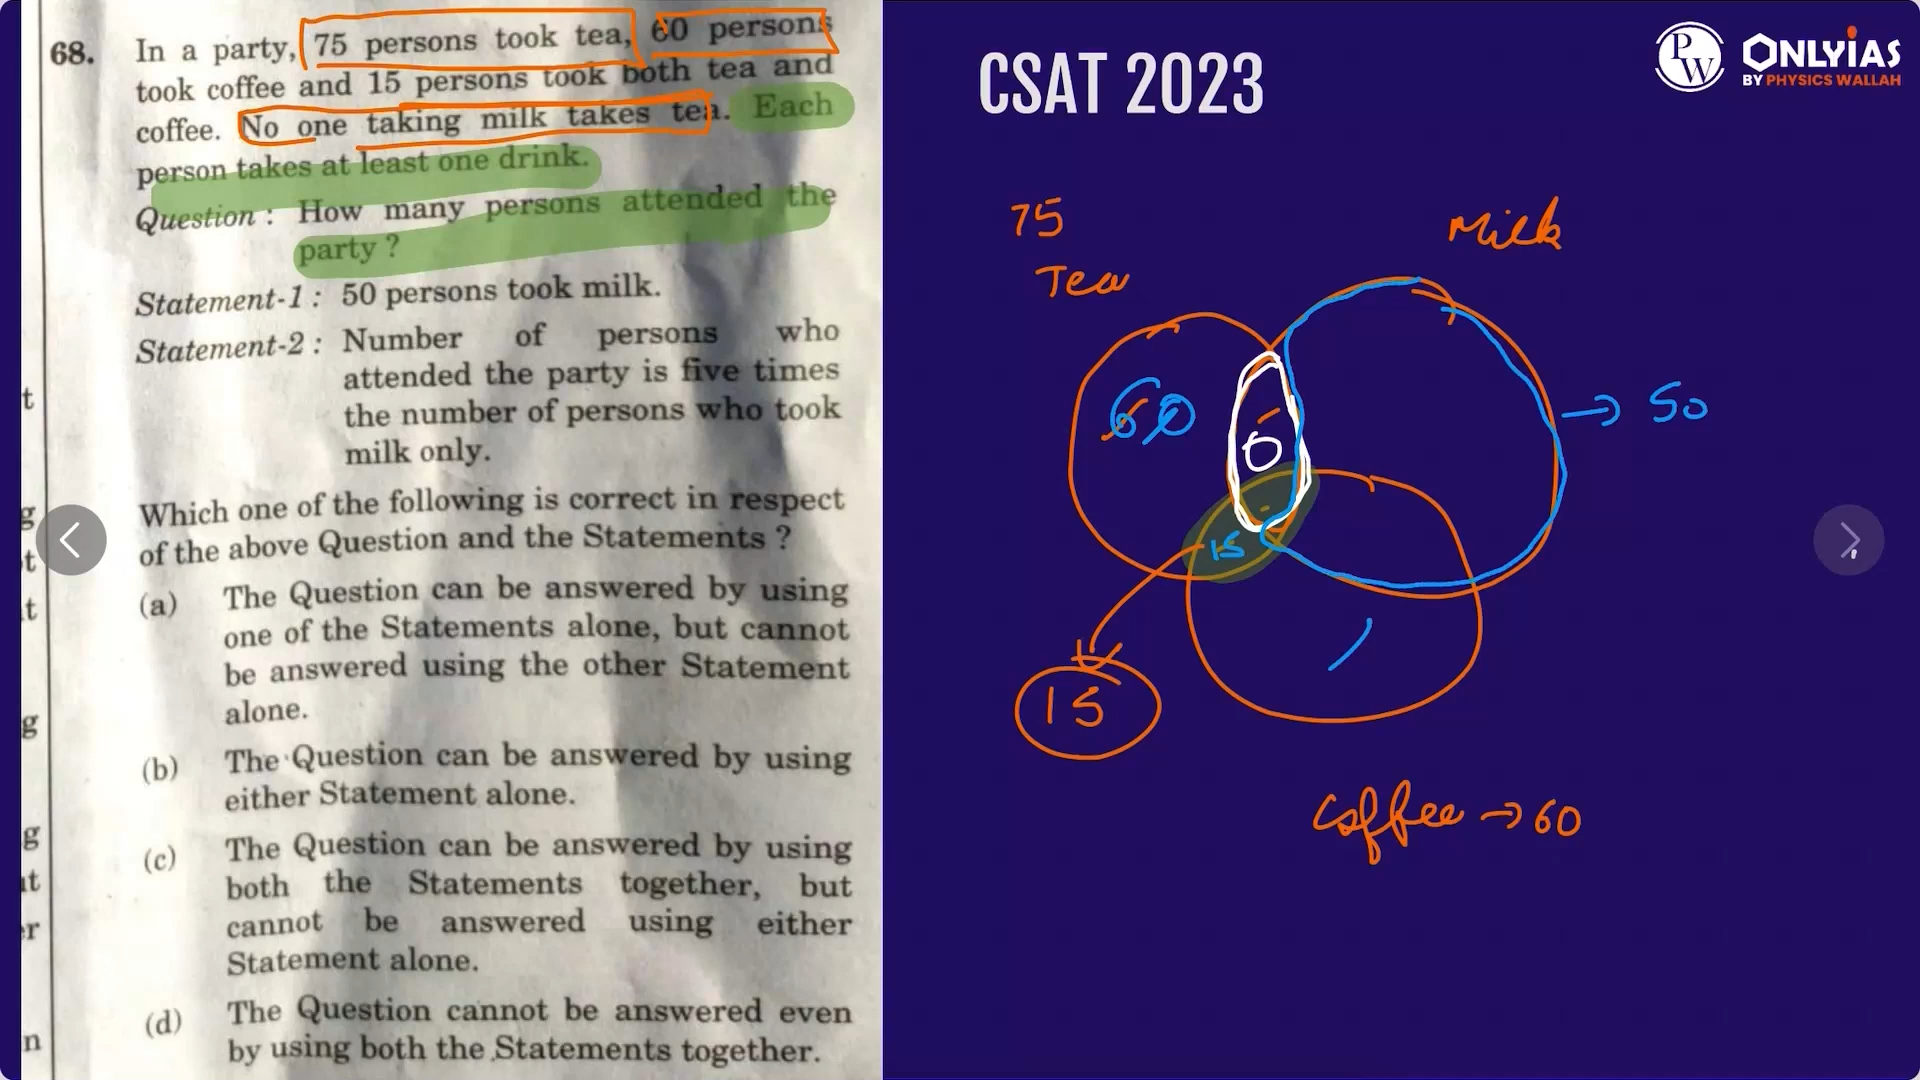 68. In a party, 75 persons took tea, 60 persons
took coffee and 15 persons took both tea and
coffee. No one taking milk takes tea. Each
person takes at least one drink.
Question : How many persons attended the
party ?
Statement-1 : 50 persons took milk.
Statement-2 : Number of persons who
attended the party is five times
the number of persons who took
milk only.
Which one of the following is correct in respect
of the above Question and the Statements ?
(a) The Question can be answered by using
one of the Statements alone, but cannot
be answered using the other Statement
alone.
(b) The Question can be answered by using
either Statement alone.
(c) The Question can be answered by using
both the Statements together, but
cannot be answered using either
Statement alone.
(d) The Question cannot be answered even
by using both the Statements together.
t
g
t
t
g
g
t
r
n
CSAT 2023
PW
ONLYIAS
BY PHYSICS WALLAH
75
Tea
Milk
60
0
50
15
15
Coffee → 60